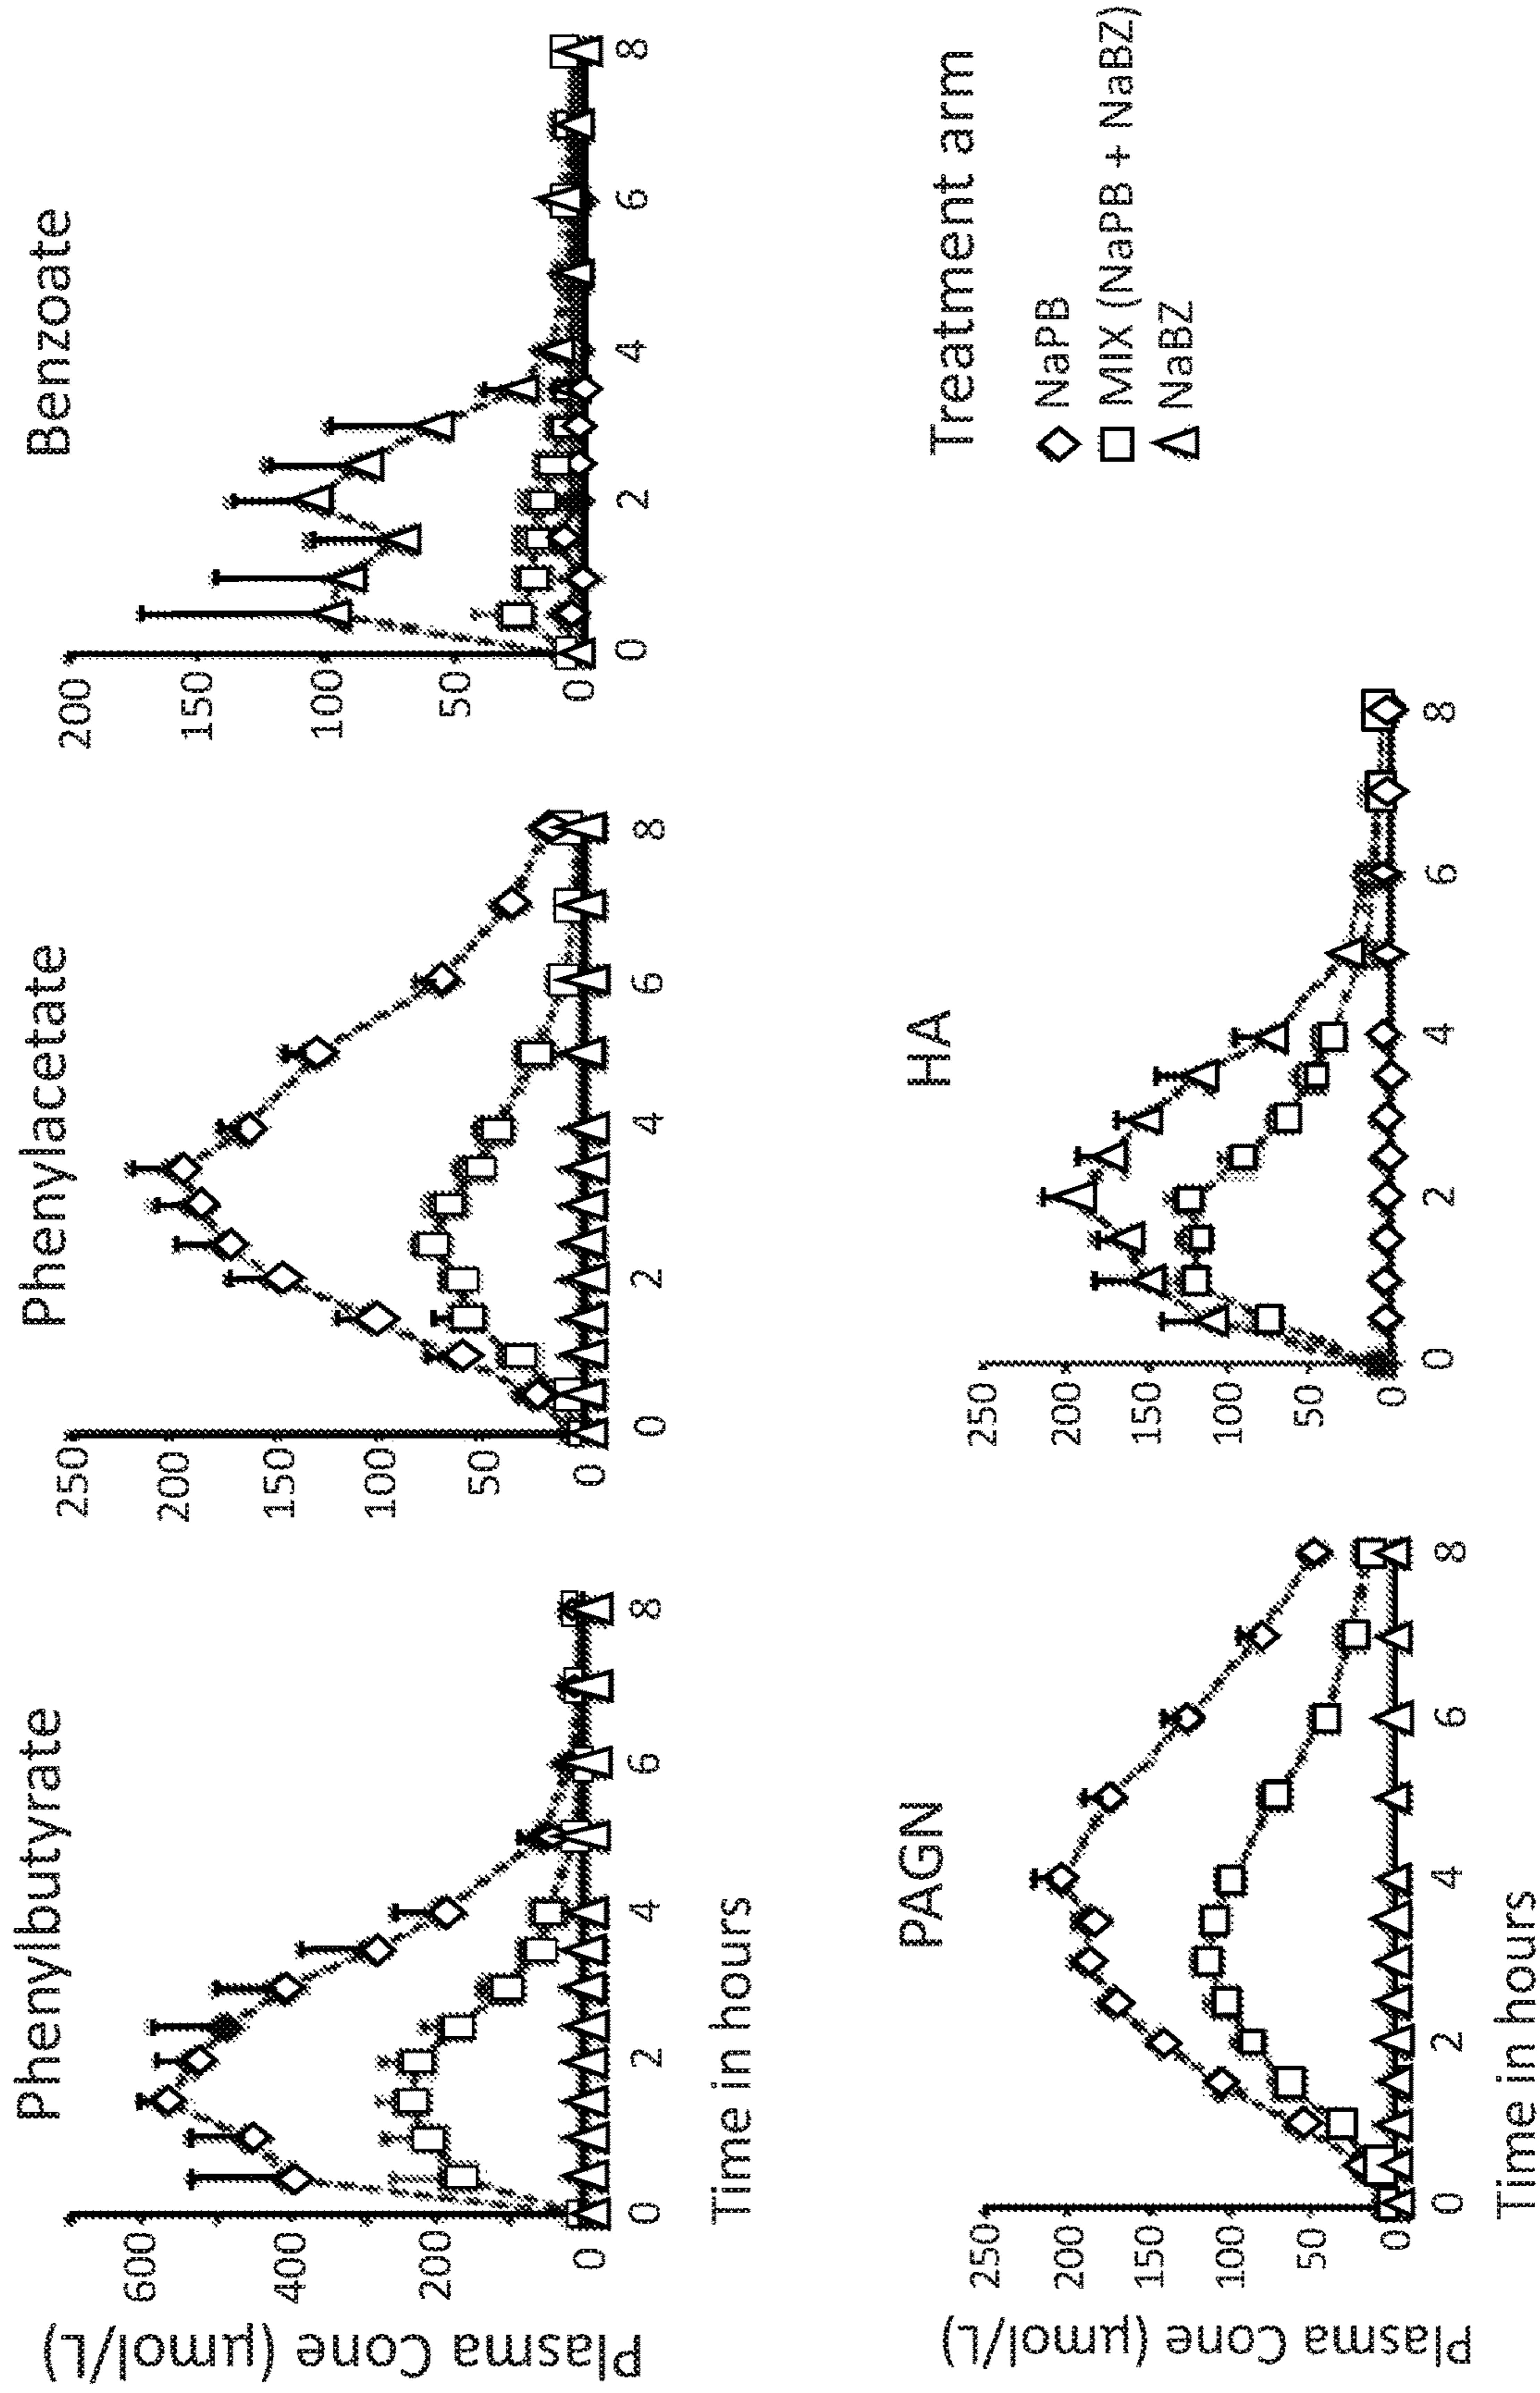 Phenylbutyrate
Plasma Cone (µmol/L)
600
400
200
0
0 2 4 6 8
Time in hours
Phenylacetate
250
200
150
100
50
0
0 2 4 6 8
Benzoate
200
150
100
50
0
0 2 4 6 8
PAGN
Plasma Cone (µmol/L)
250
200
150
100
50
0
0 2 4 6 8
Time in hours
HA
250
200
150
100
50
0
0 2 4 6 8
Treatment arm
NaPB
MIX (NaPB + NaBZ)
NaBZ